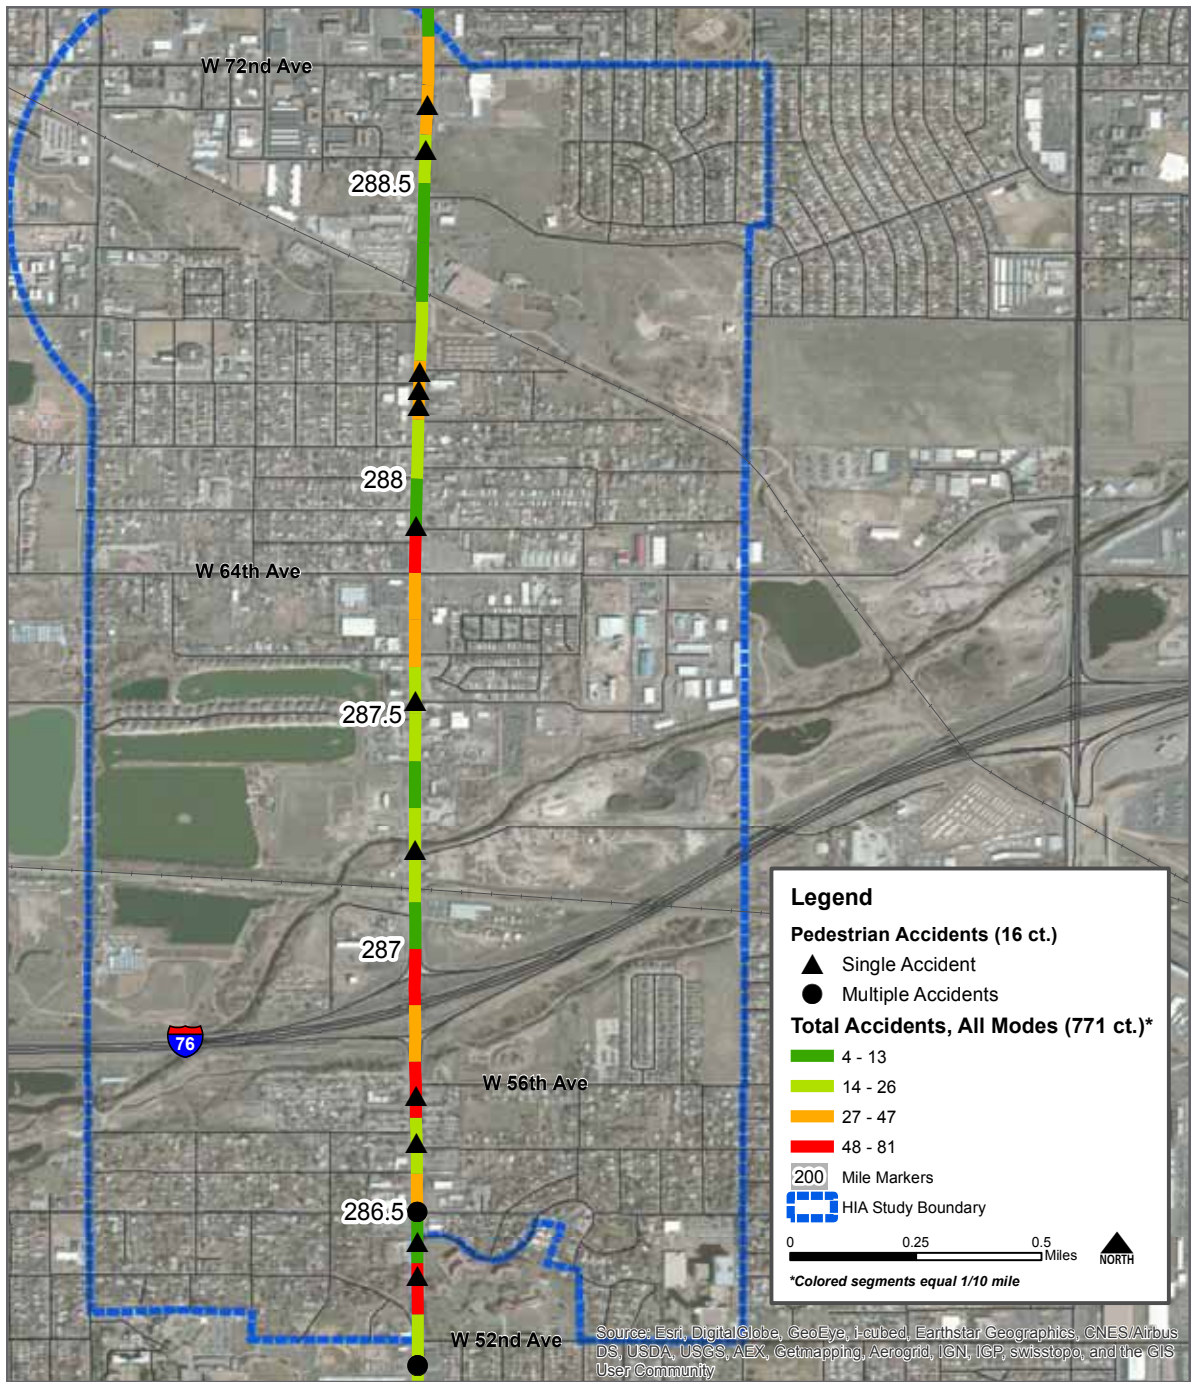 W 72nd Ave
288.5
288
W 64th Ave
287.5
287
76
W 56th Ave
286.5
W 52nd Ave
Legend
Pedestrian Accidents (16 ct.)
Single Accident
Multiple Accidents
Total Accidents, All Modes (771 ct.)*
4 - 13
14 - 26
27 - 47
48 - 81
200 Mile Markers
HIA Study Boundary
0 0.25 0.5
Miles
NORTH
*Colored segments equal 1/10 mile
Source: Esri, DigitalGlobe, GeoEye, i-cubed, Earthstar Geographics, CNES/Airbus
DS, USDA, USGS, AEX, Getmapping, Aerogrid, IGN, IGP, swisstopo, and the GIS
User Community